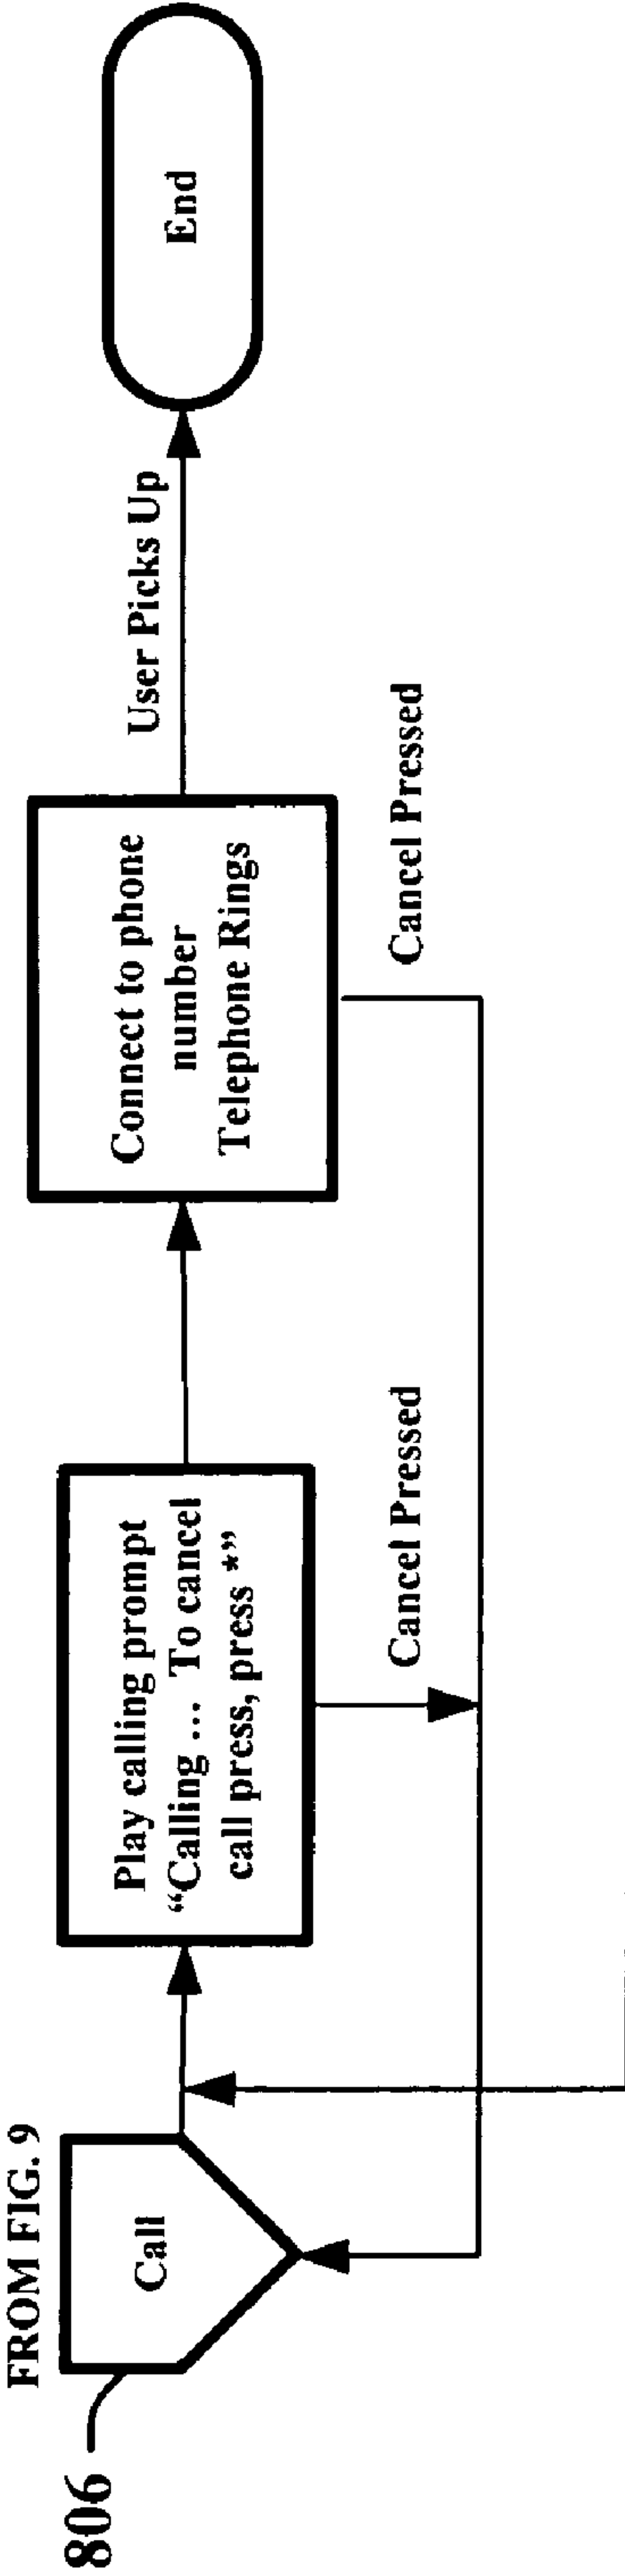 FROM FIG. 9
806
Call
Play calling prompt
“Calling ... To cancel
call press, press *”
Cancel Pressed
Connect to phone
number
Telephone Rings
Cancel Pressed
User Picks Up
End